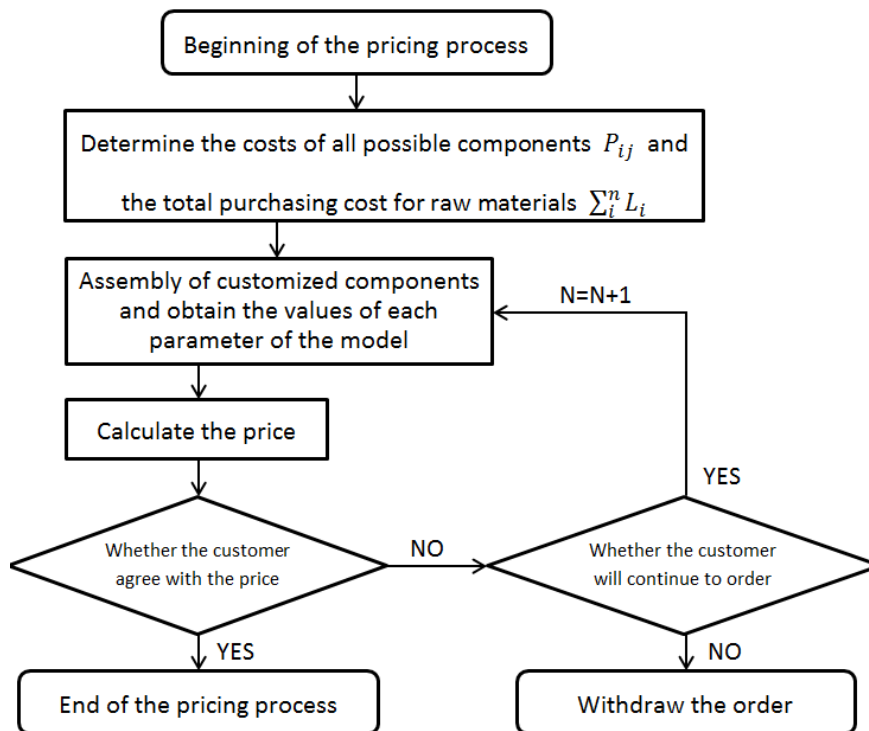 Beginning of the pricing process
Determine the costs of all possible components $P_{ij}$ and
the total purchasing cost for raw materials $\sum_{i}^{n} L_i$
Assembly of customized components
and obtain the values of each
parameter of the model
N=N+1
Calculate the price
YES
Whether the customer
agree with the price
NO
Whether the customer
will continue to order
YES
NO
End of the pricing process
Withdraw the order